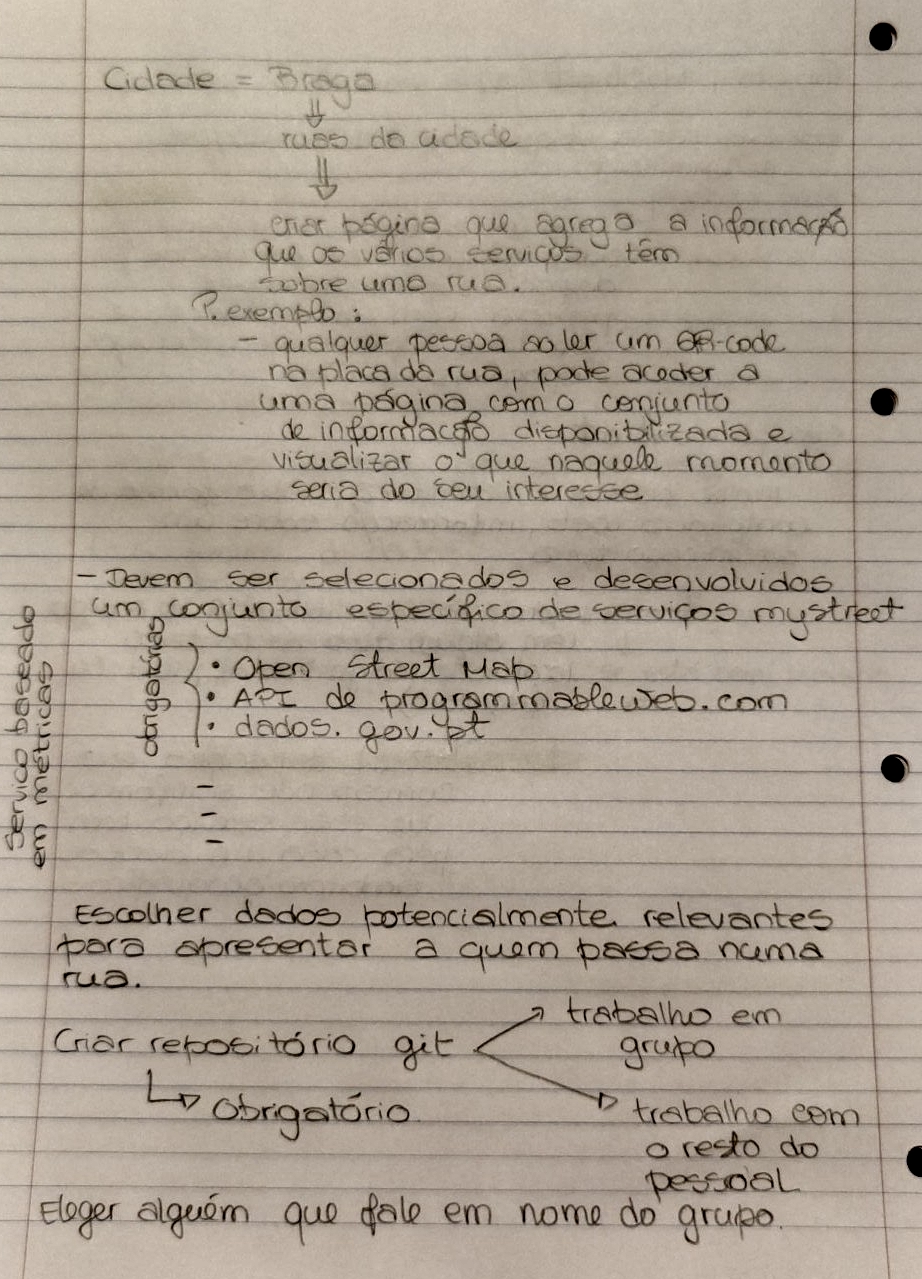 Cidade = Braga
⇓
ruas da cidade
⇓
criar página que agrega a informação
que os vários serviços têm
sobre uma rua.
P. exemplo :
- qualquer pessoa ao ler um QR-code
na placa da rua, pode aceder a
uma página com o conjunto
de informação disponibilizada e
visualizar o que naquele momento
seria do seu interesse
- Devem ser selecionados e desenvolvidos
um conjunto específico de serviços mystreet
Serviço baseado
em métricas
obrigatórias
• Open Street Map
• API de programmableweb.com
• dados.gov.pt
-
-
-
Escolher dados potencialmente relevantes
para apresentar a quem passa numa
rua.
Criar repositório git
→ trabalho em
grupo
↳ Obrigatório
→ trabalho com
o resto do
pessoal
Eleger alguém que fale em nome do grupo.